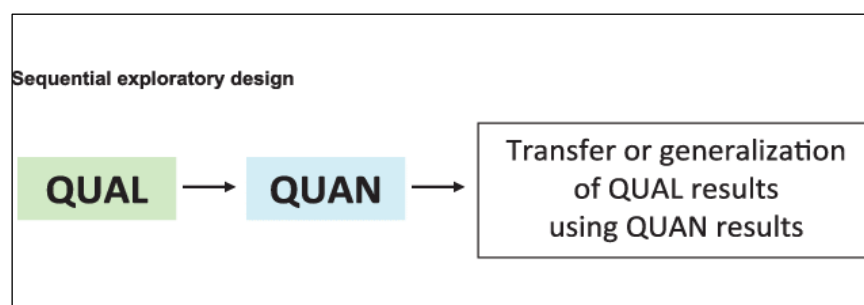 Sequential exploratory design
QUAL
QUAN
Transfer or generalization
of QUAL results
using QUAN results